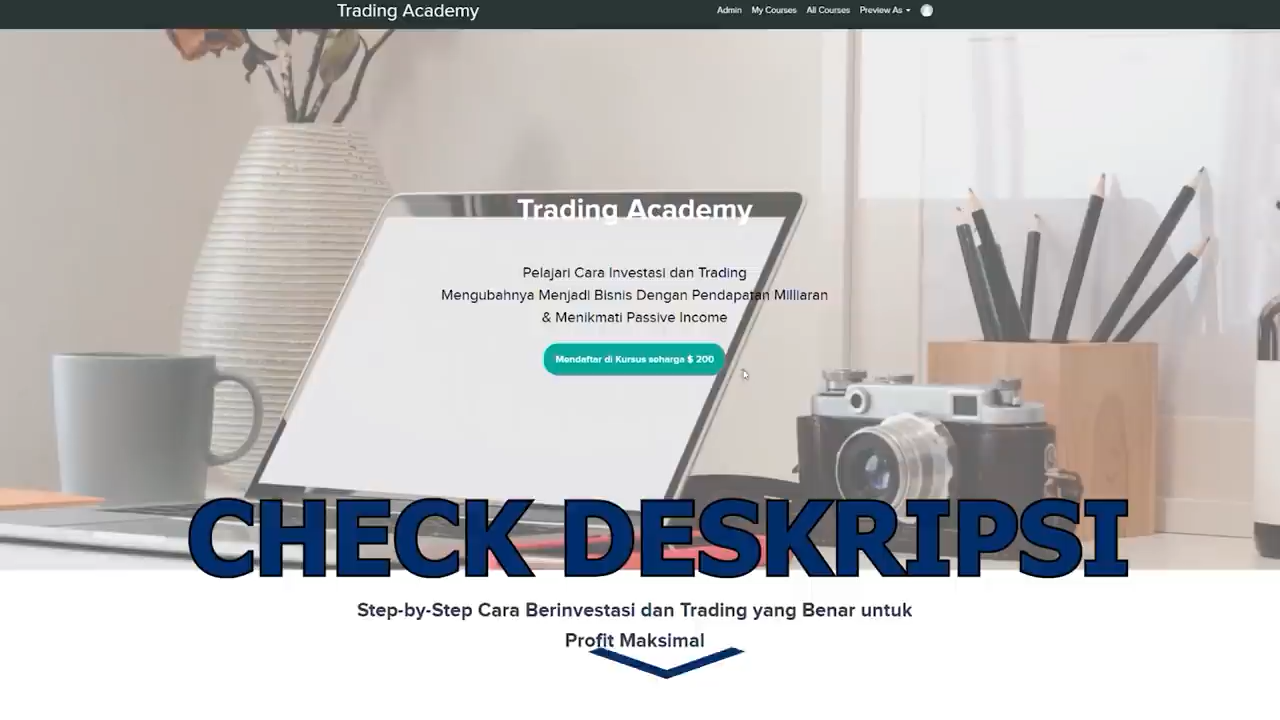 Trading Academy
Admin My Courses All Courses Preview As
Trading Academy
Pelajari Cara Investasi dan Trading
Mengubahnya Menjadi Bisnis Dengan Pendapatan Milliaran
& Menikmati Passive Income
Mendaftar di Kursus seharga $ 200
CHECK DESKRIPSI
Step-by-Step Cara Berinvestasi dan Trading yang Benar untuk
Profit Maksimal